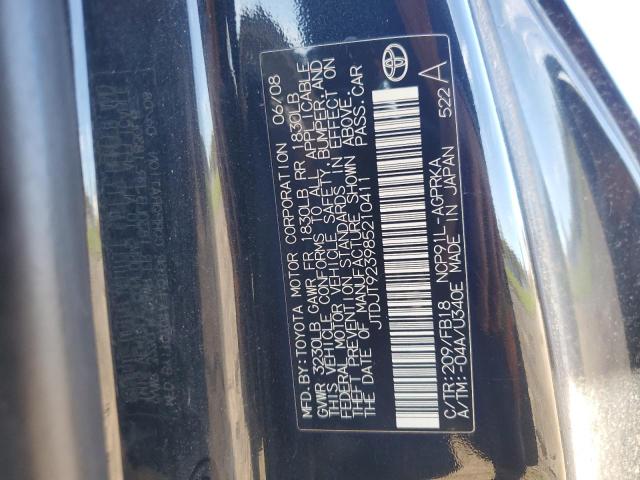 MFD. BY: TOYOTA MOTOR CORPORATION 06/08
GVWR 3230LB GAWR FR 1830LB RR 1830LB
THIS VEHICLE CONFORMS TO ALL APPLICABLE
FEDERAL MOTOR VEHICLE SAFETY, BUMPER, AND
THEFT PREVENTION STANDARDS IN EFFECT ON
THE DATE OF MANUFACTURE SHOWN ABOVE.
JTDJT923985210411 PASS. CAR
C/TR: 209/FB18 NCP91L-AGPRKA
A/TM: -04A/U340E MADE IN JAPAN 522 A